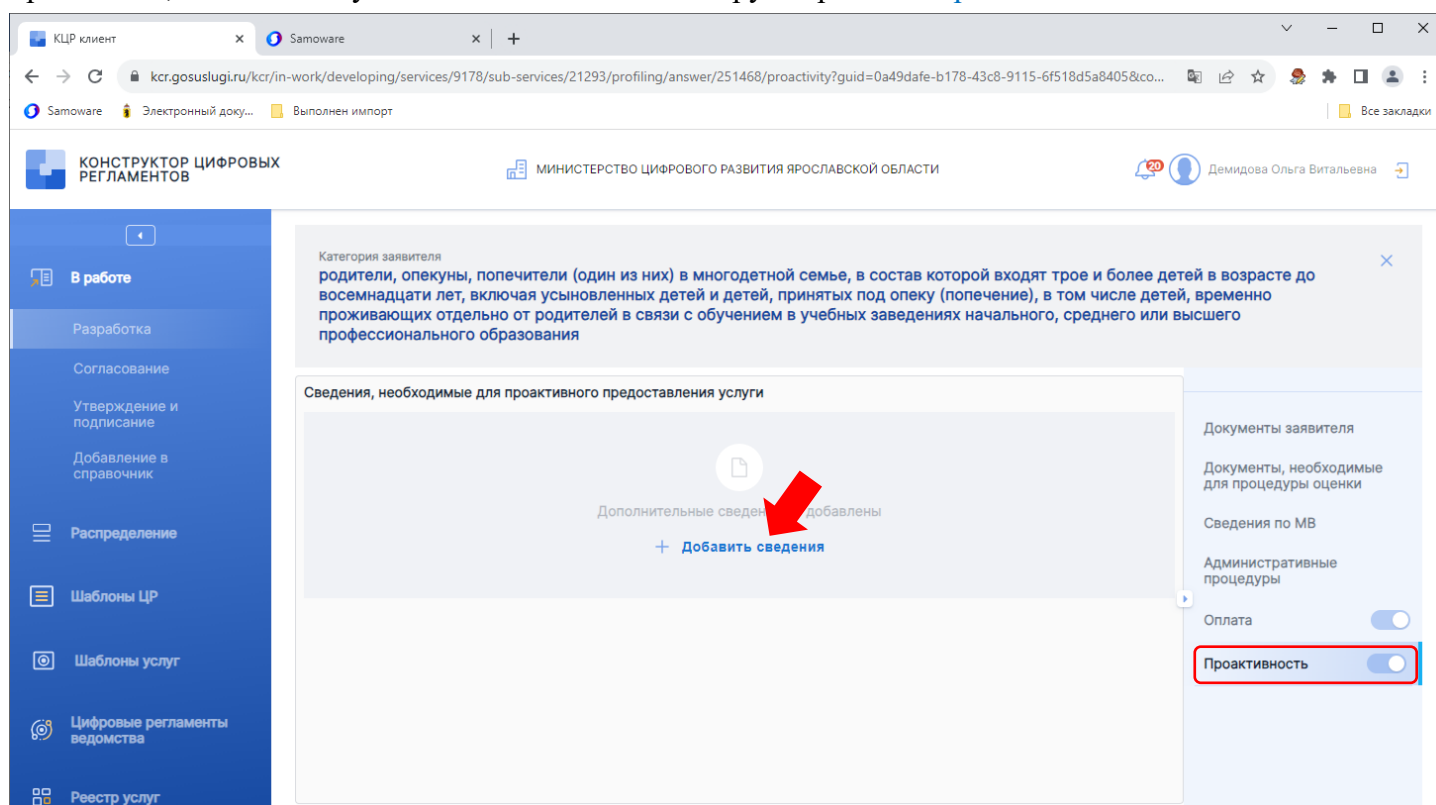 КЦР клиент
Samoware
kcr.gosuslugi.ru/kcr/in-work/developing/services/9178/sub-services/21293/profiling/answer/251468/proactivity?guid=0a49dafe-b178-43c8-9115-6f518d5a8405&co...
Samoware
Электронный доку...
Выполнен импорт
Все закладки
КОНСТРУКТОР ЦИФРОВЫХ
РЕГЛАМЕНТОВ
МИНИСТЕРСТВО ЦИФРОВОГО РАЗВИТИЯ ЯРОСЛАВСКОЙ ОБЛАСТИ
20
Демидова Ольга Витальевна
В работе
Разработка
Согласование
Утверждение и
подписание
Добавление в
справочник
Распределение
Шаблоны ЦР
Шаблоны услуг
Цифровые регламенты
ведомства
Реестр услуг
Категория заявителя
родители, опекуны, попечители (один из них) в многодетной семье, в состав которой входят трое и более детей в возрасте до
восемнадцати лет, включая усыновленных детей и детей, принятых под опеку (попечение), в том числе детей, временно
проживающих отдельно от родителей в связи с обучением в учебных заведениях начального, среднего или высшего
профессионального образования
Сведения, необходимые для проактивного предоставления услуги
Дополнительные добавлены
+ Добавить сведения
Документы заявителя
Документы, необходимые
для процедуры оценки
Сведения по МВ
Административные
процедуры
Оплата
Проактивность